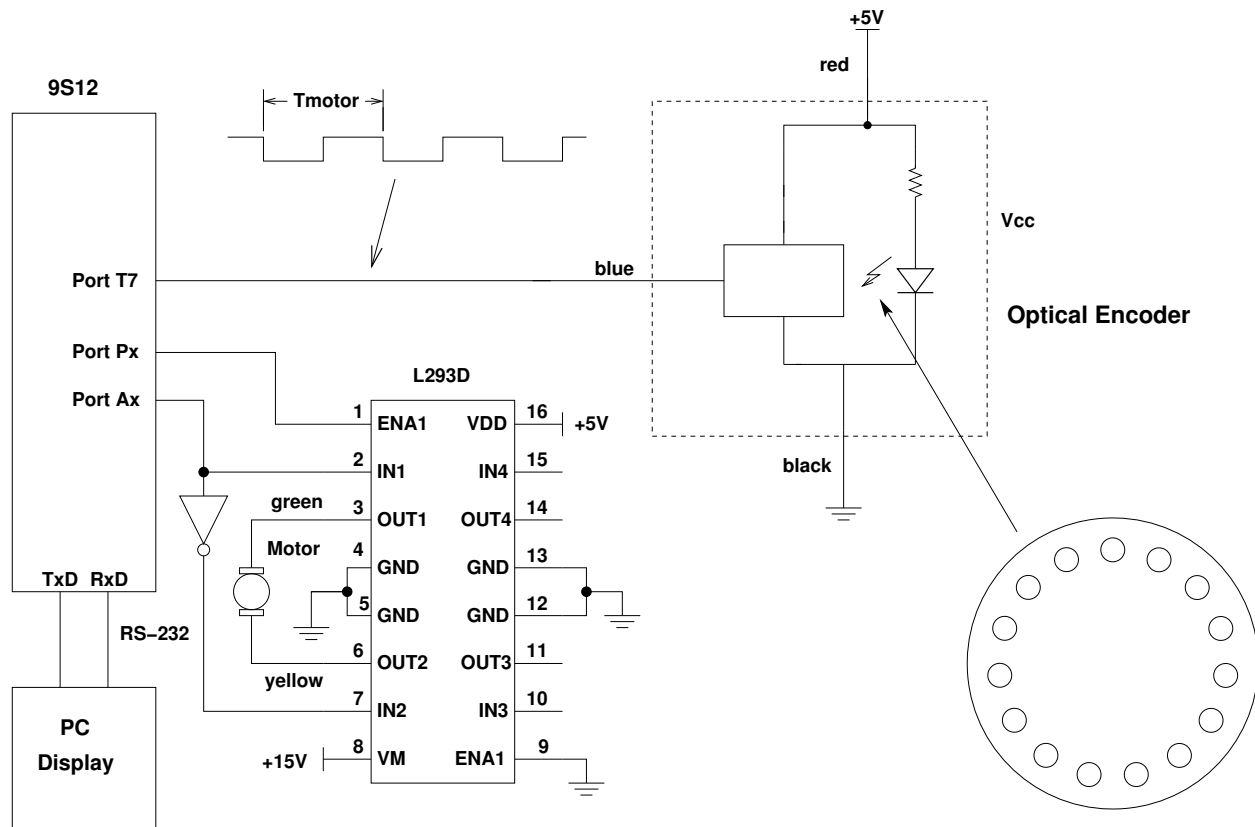 +5V
red
9S12
Tmotor
Vcc
Port T7
blue
Optical Encoder
Port Px
L293D
Port Ax
1 ENA1 VDD 16 +5V
black
2 IN1 IN4 15
green
3 OUT1 OUT4 14
Motor
4 GND GND 13
TxD RxD
5 GND GND 12
RS−232
6 OUT2 OUT3 11
yellow
7 IN2 IN3 10
PC
Display
+15V
8 VM ENA1 9